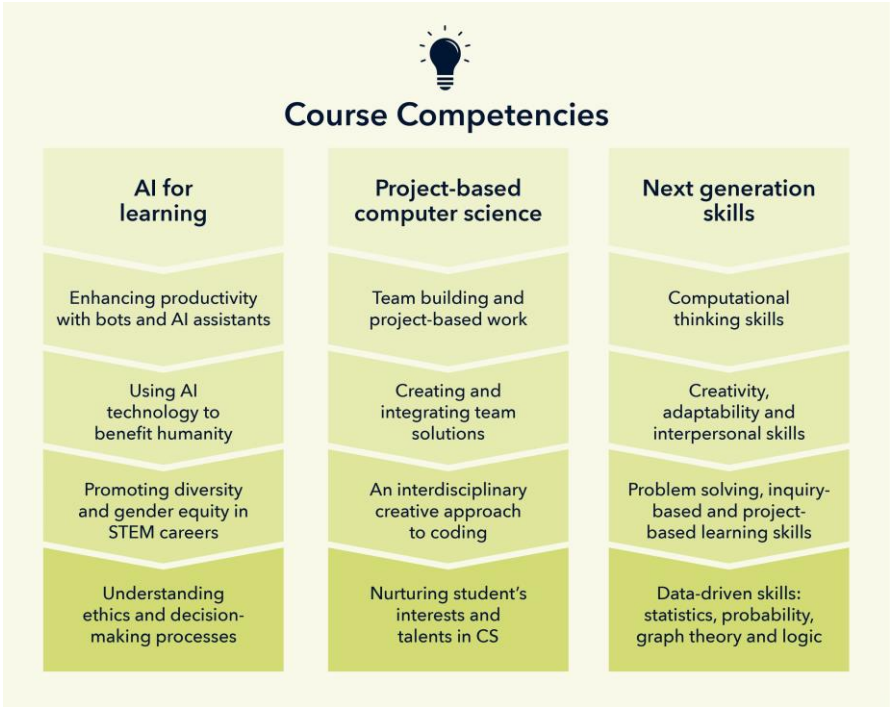 Course Competencies
AI for
learning
Enhancing productivity
with bots and AI assistants
Using AI
technology to
benefit humanity
Promoting diversity
and gender equity in
STEM careers
Understanding
ethics and decision-
making processes
Project-based
computer science
Team building and
project-based work
Creating and
integrating team
solutions
An interdisciplinary
creative approach
to coding
Nurturing student’s
interests and
talents in CS
Next generation
skills
Computational
thinking skills
Creativity,
adaptability and
interpersonal skills
Problem solving, inquiry-
based and project-
based learning skills
Data-driven skills:
statistics, probability,
graph theory and logic